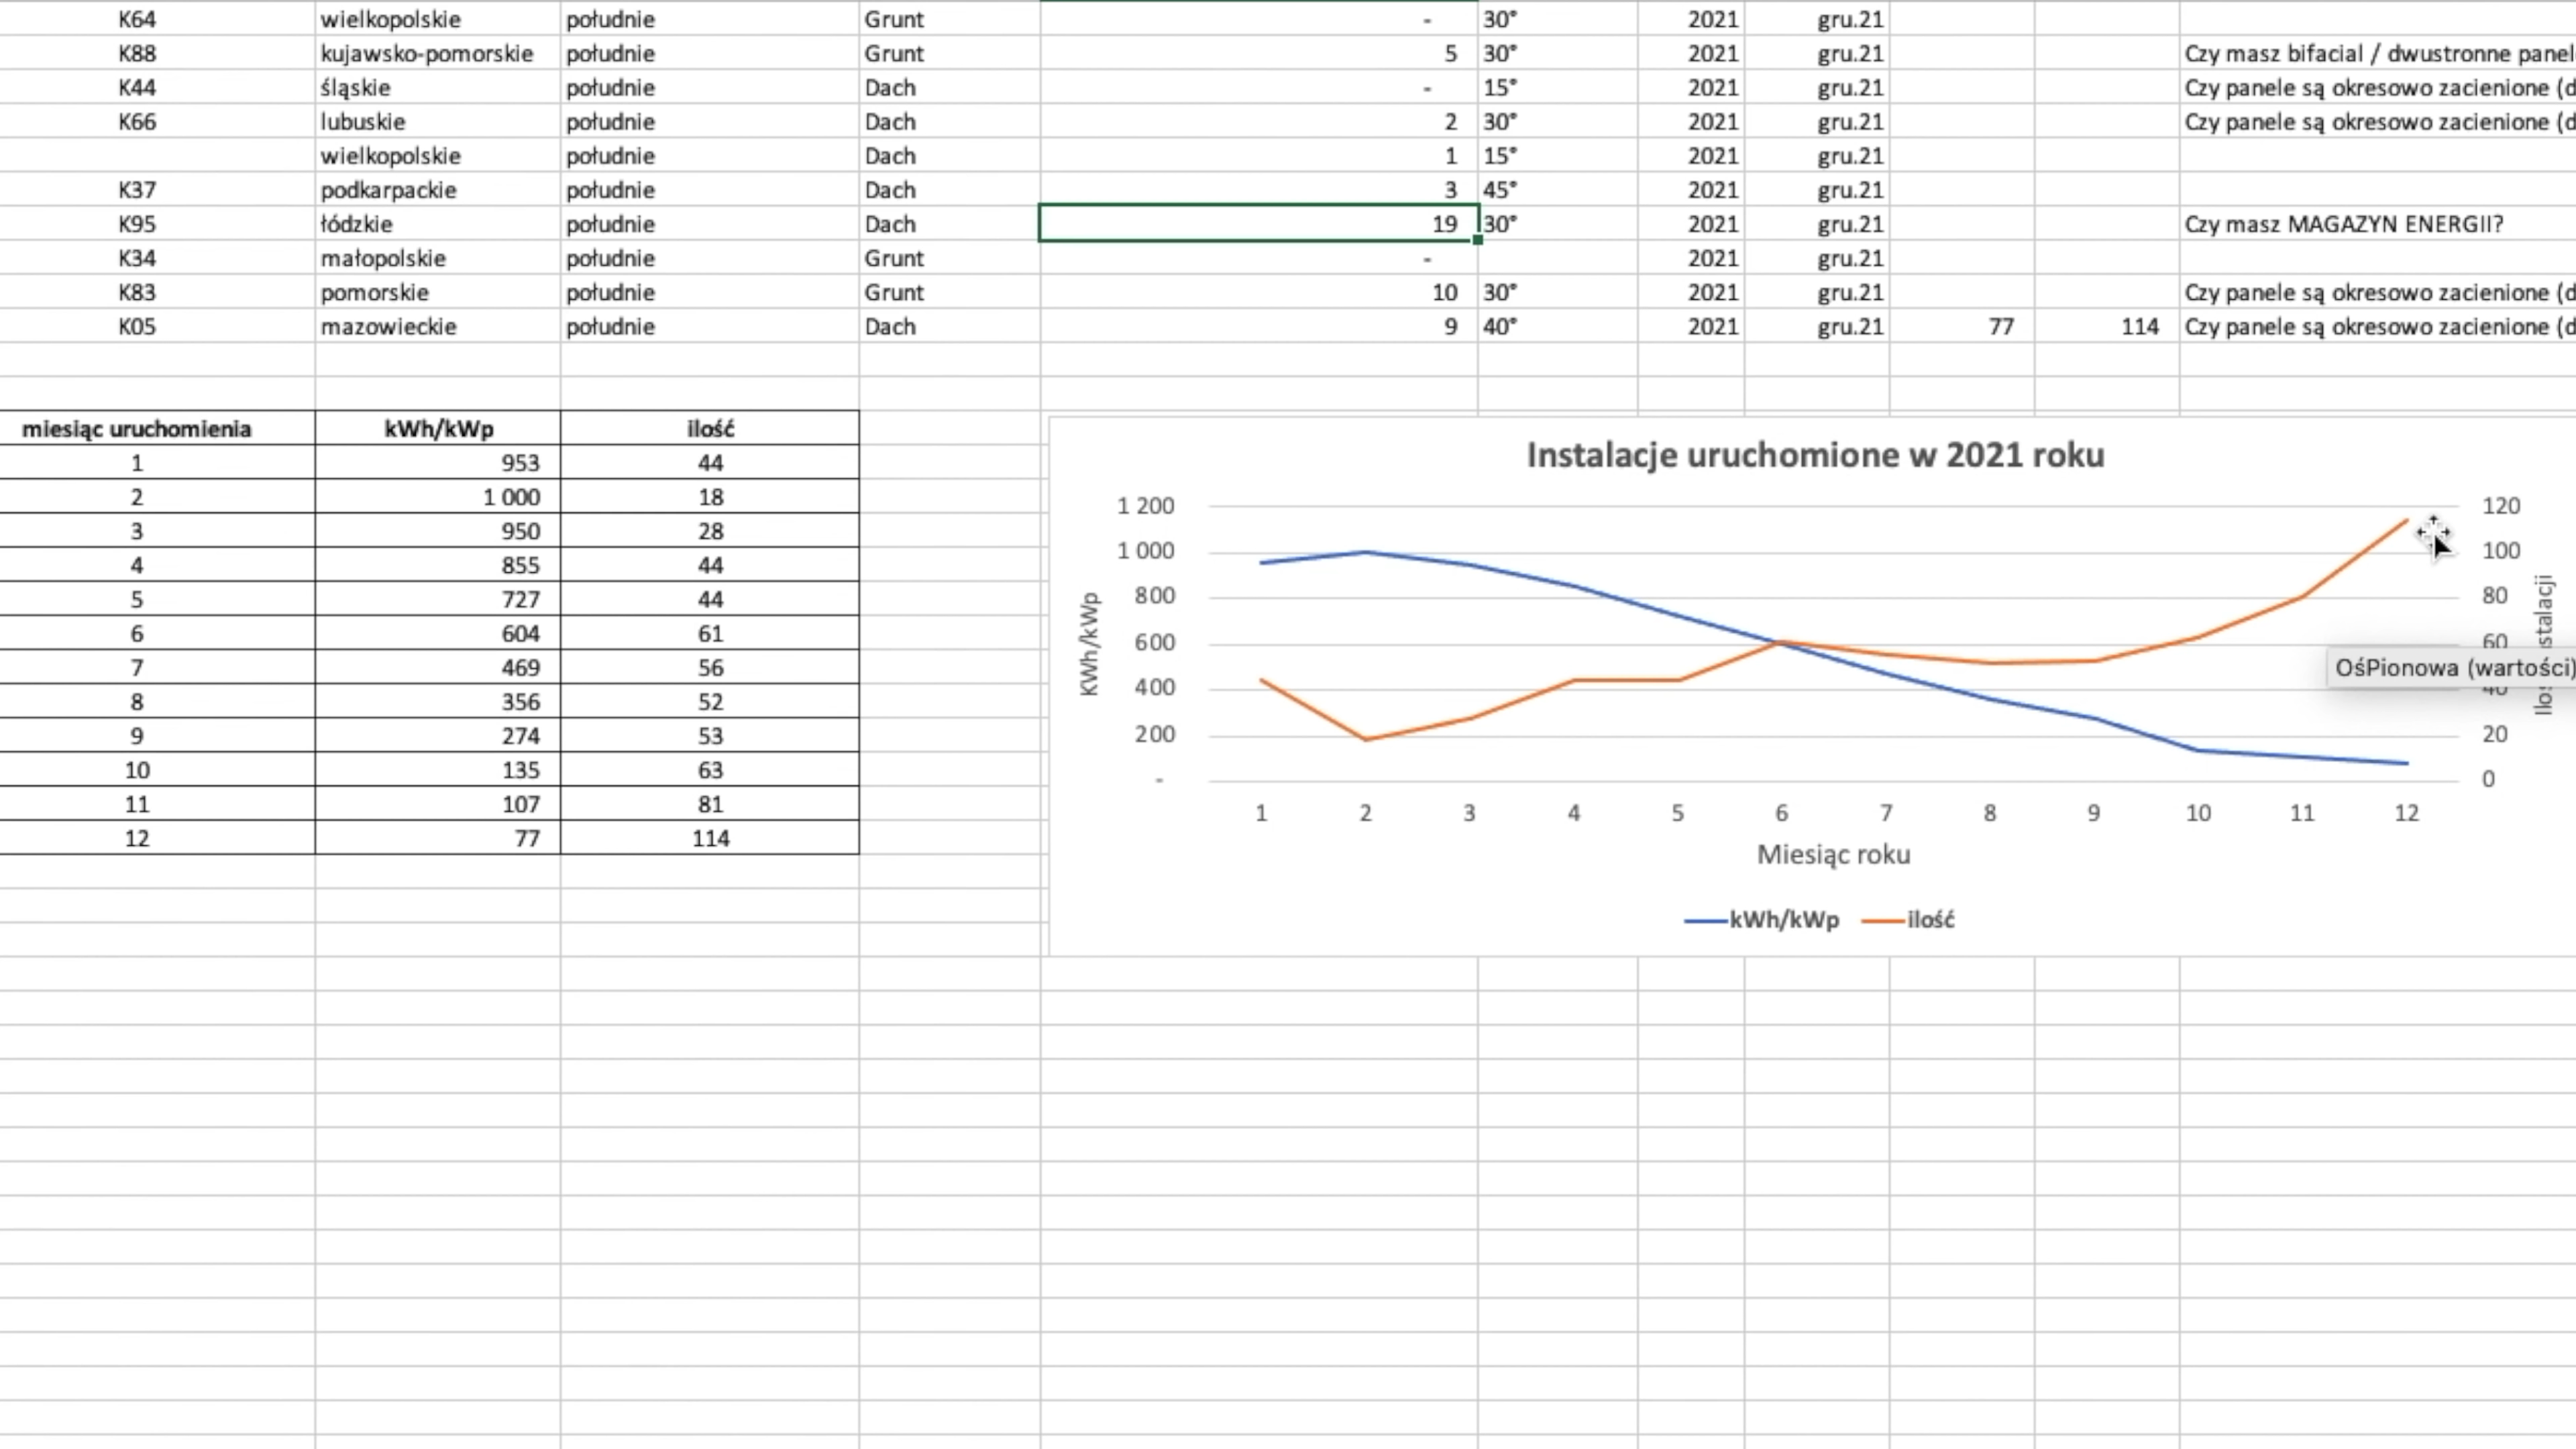 K64 wielkopolskie południe Grunt - 30° 2021 gru.21
K88 kujawsko-pomorskie południe Grunt 5 30° 2021 gru.21 Czy masz bifacial / dwustronne panel
K44 śląskie południe Dach - 15° 2021 gru.21 Czy panele są okresowo zacienione (d
K66 lubuskie południe Dach 2 30° 2021 gru.21 Czy panele są okresowo zacienione (d
wielkopolskie południe Dach 1 15° 2021 gru.21
K37 podkarpackie południe Dach 3 45° 2021 gru.21
K95 łódzkie południe Dach 19 30° 2021 gru.21 Czy masz MAGAZYN ENERGII?
K34 małopolskie południe Grunt - 2021 gru.21
K83 pomorskie południe Grunt 10 30° 2021 gru.21 Czy panele są okresowo zacienione (d
K05 mazowieckie południe Dach 9 40° 2021 gru.21 77 114 Czy panele są okresowo zacienione (d
miesiąc uruchomienia kWh/kWp ilość
1 953 44
2 1 000 18
3 950 28
4 855 44
5 727 44
6 604 61
7 469 56
8 356 52
9 274 53
10 135 63
11 107 81
12 77 114
Instalacje uruchomione w 2021 roku
1 200
1 000
800
600
400
200
-
KWh/kWp
120
100
80
60
40
20
0
OśPionowa (wartości)
1 2 3 4 5 6 7 8 9 10 11 12
Miesiąc roku
kWh/kWp ilość